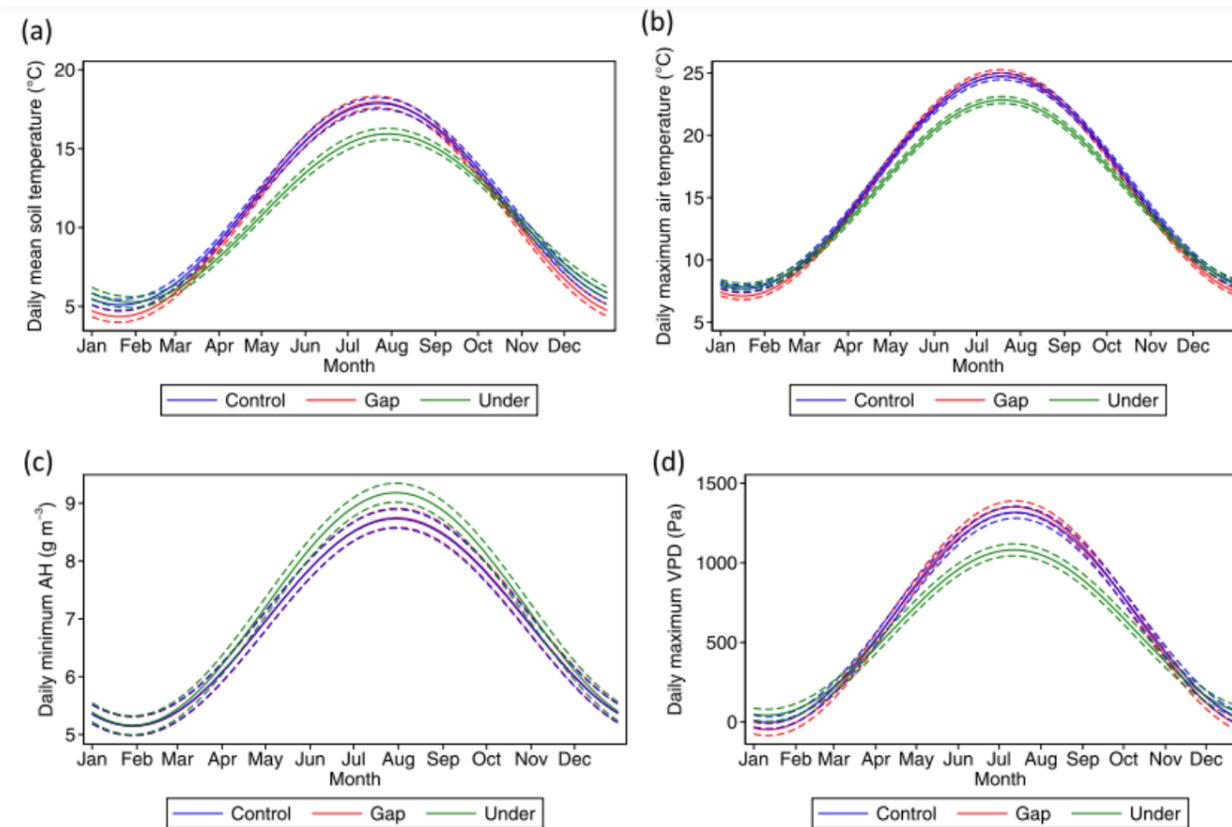 (a)
Daily mean soil temperature (°C)
20
15
10
5
Jan Feb Mar Apr May Jun Jul Aug Sep Oct Nov Dec
Month
Control Gap Under
(b)
Daily maximum air temperature (°C)
25
20
15
10
5
Jan Feb Mar Apr May Jun Jul Aug Sep Oct Nov Dec
Month
Control Gap Under
(c)
Daily minimum AH (g m⁻³)
9
8
7
6
5
Jan Feb Mar Apr May Jun Jul Aug Sep Oct Nov Dec
Month
Control Gap Under
(d)
Daily maximum VPD (Pa)
1500
1000
500
0
Jan Feb Mar Apr May Jun Jul Aug Sep Oct Nov Dec
Month
Control Gap Under